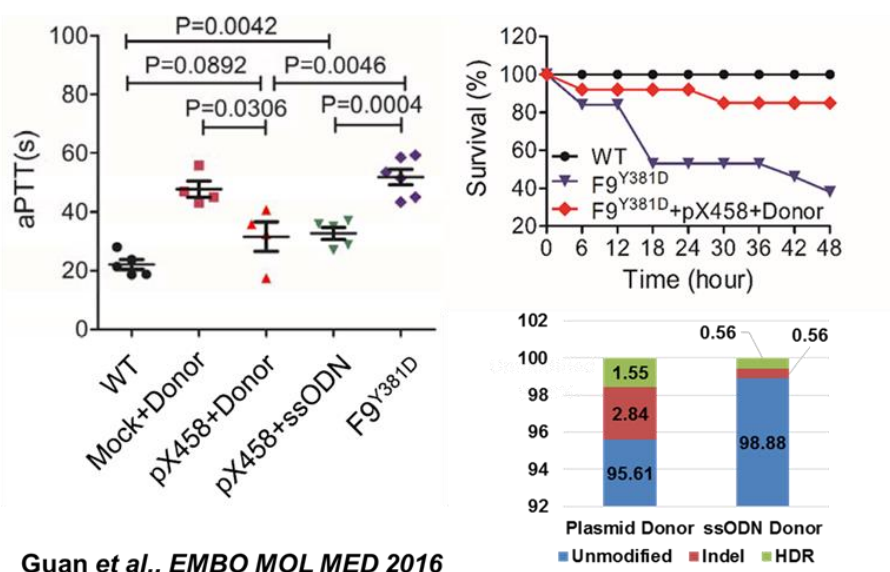 aPTT(s)
100
80
60
40
20
0
P=0.0042
P=0.0892
P=0.0046
P=0.0306
P=0.0004
WT
Mock+Donor
pX458+Donor
pX458+ssODN
F9Y381D
Survival (%)
120
100
80
60
40
20
WT
F9Y381D
F9Y381D+pX458+Donor
0 6 12 18 24 30 36 42 48
Time (hour)
102
100
98
96
94
92
0.56
0.56
1.55
2.84
95.61
98.88
Plasmid Donor ssODN Donor
Unmodified Indel HDR
Guan et al., EMBO MOL MED 2016